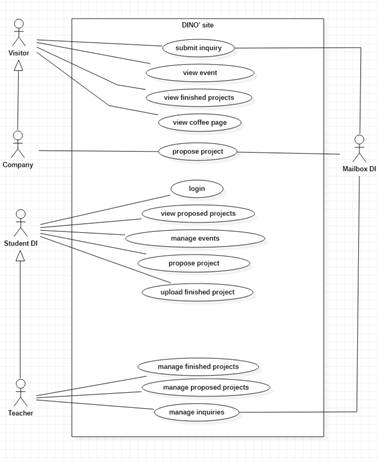 DINO' site
submit inquiry
Visitor
view event
view finished projects
view coffee page
propose project
Company
Mailbox DI
login
view proposed projects
manage events
Student DI
propose project
upload finished project
manage finished projects
manage proposed projects
manage inquiries
Teacher